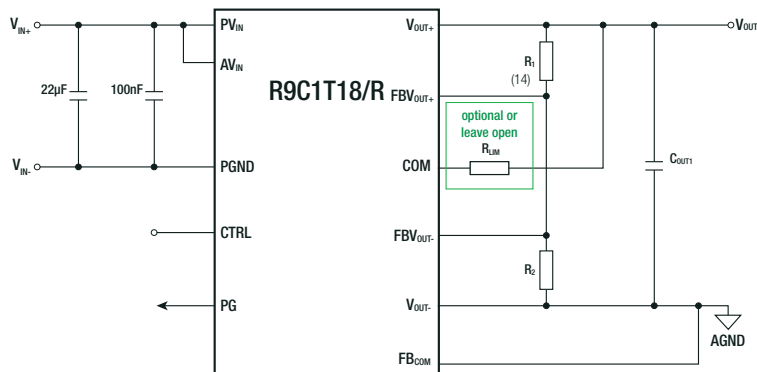 VIN+
PVIN
VOUT+
VOUT
AVIN
R1
(14)
22µF
100nF
R9C1T18/R
FBVOUT+
optional or
leave open
RLIM
VIN-
PGND
COM
COUT1
CTRL
FBVOUT-
R2
PG
VOUT-
AGND
FBCOM